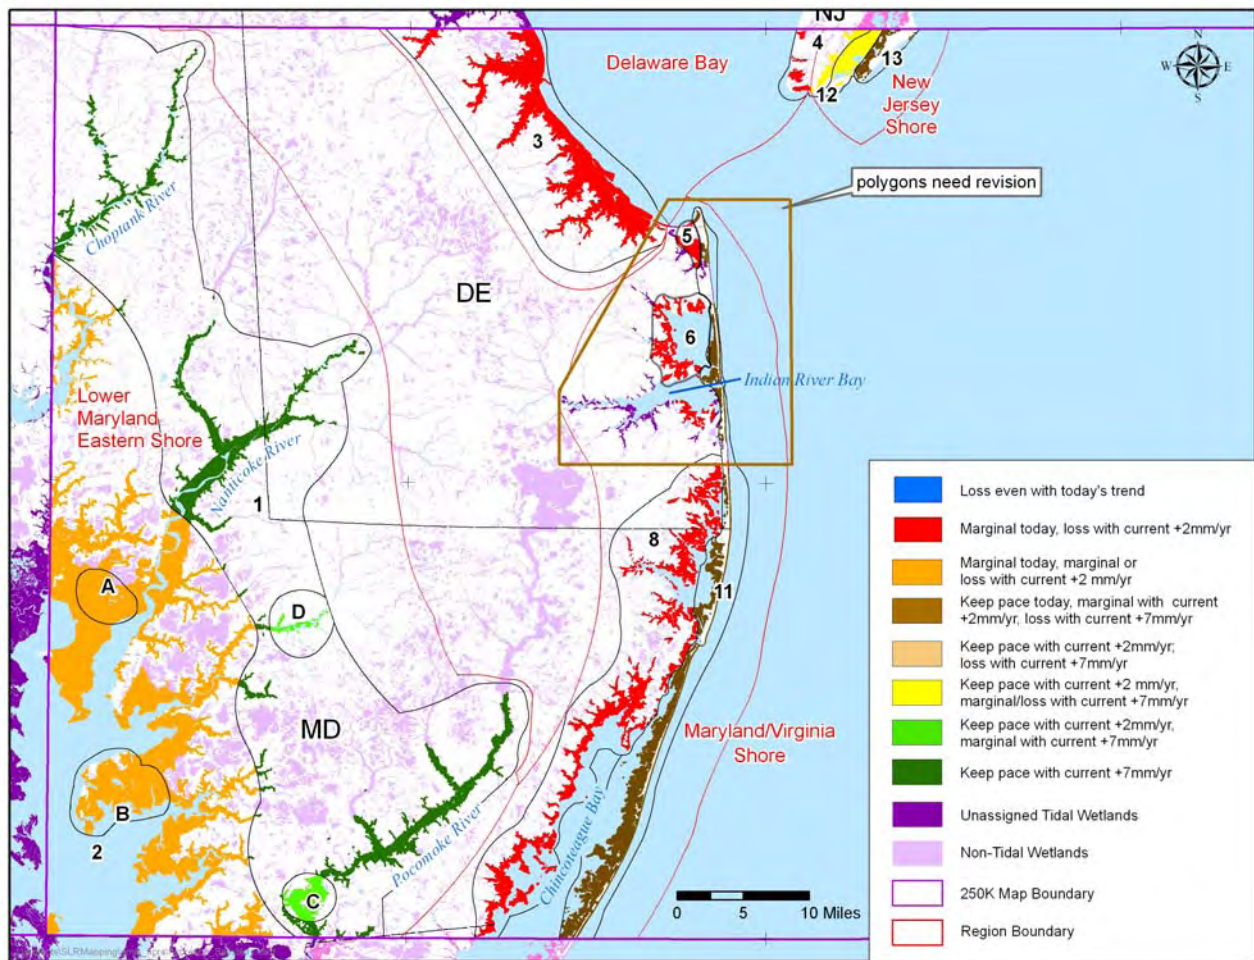 NJ
4
13
12
Delaware Bay
New
Jersey
Shore
N
W
E
S
3
polygons need revision
Choptank River
5
DE
6
Indian River Bay
Lower
Maryland
Eastern Shore
Nanticoke River
1
8
11
A
D
MD
Maryland/Virginia
Shore
B
2
Pocomoke River
Chincoteague Bay
C
0
5
10 Miles
Loss even with today's trend
Marginal today, loss with current +2mm/yr
Marginal today, marginal or
loss with current +2 mm/yr
Keep pace today, marginal with current
+2mm/yr, loss with current +7mm/yr
Keep pace with current +2mm/yr;
loss with current +7mm/yr
Keep pace with current +2 mm/yr,
marginal/loss with current +7mm/yr
Keep pace with current +2mm/yr,
marginal with current +7mm/yr
Keep pace with current +7mm/yr
Unassigned Tidal Wetlands
Non-Tidal Wetlands
250K Map Boundary
Region Boundary